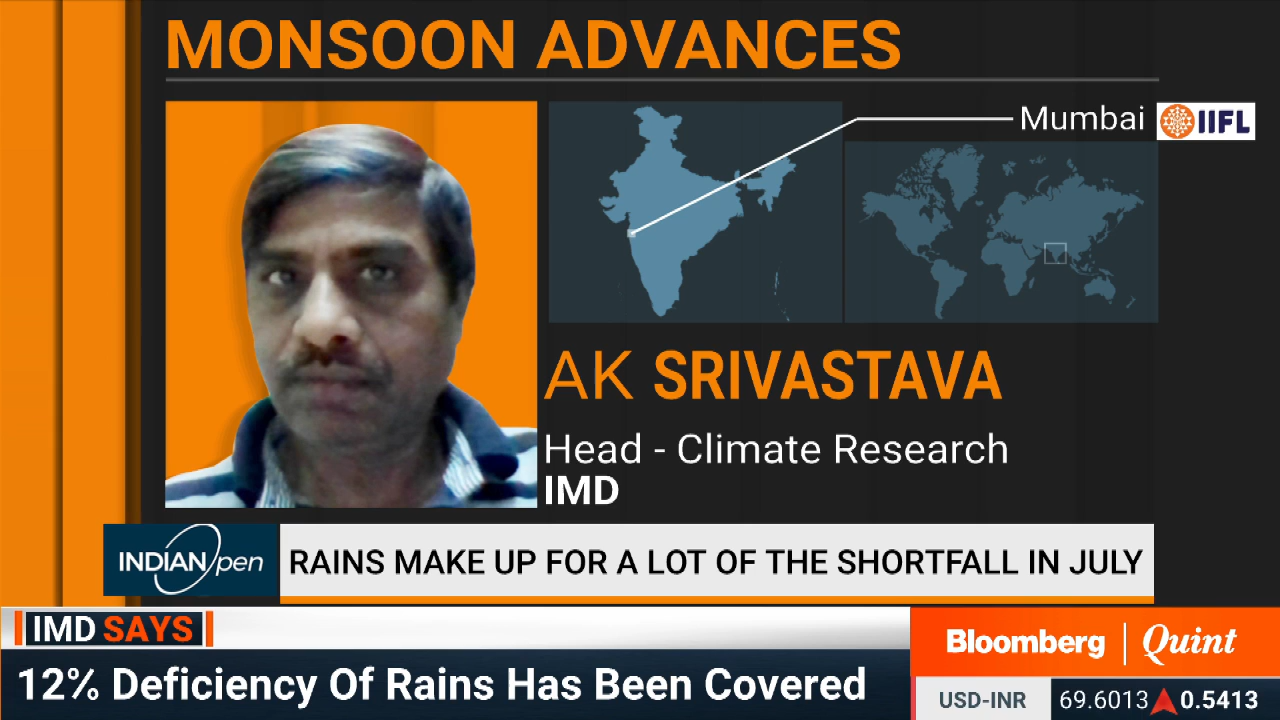 MONSOON ADVANCES
Mumbai
IIFL
AK SRIVASTAVA
Head - Climate Research
IMD
INDIAN Open
RAINS MAKE UP FOR A LOT OF THE SHORTFALL IN JULY
IMD SAYS
12% Deficiency Of Rains Has Been Covered
Bloomberg | Quint
USD-INR 69.6013 0.5413